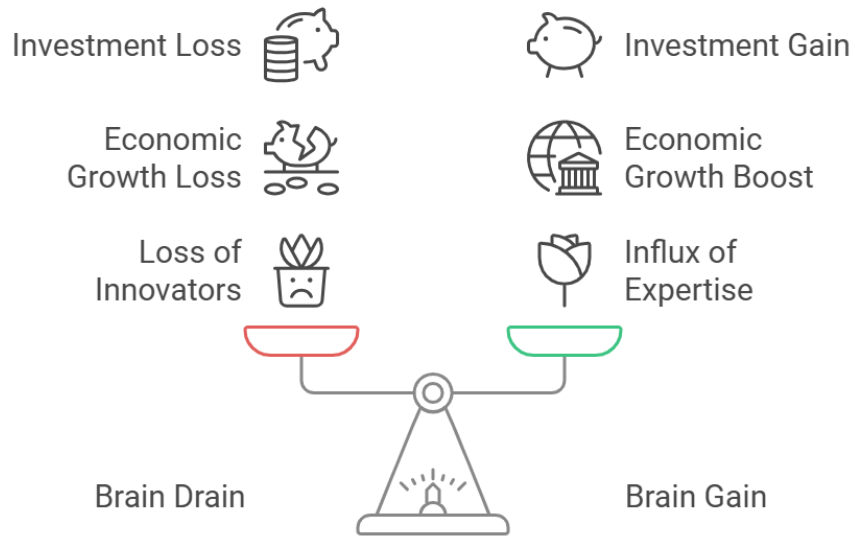 Investment Loss
Investment Gain
Economic
Growth Loss
Economic
Growth Boost
Loss of
Innovators
Influx of
Expertise
Brain Drain
Brain Gain